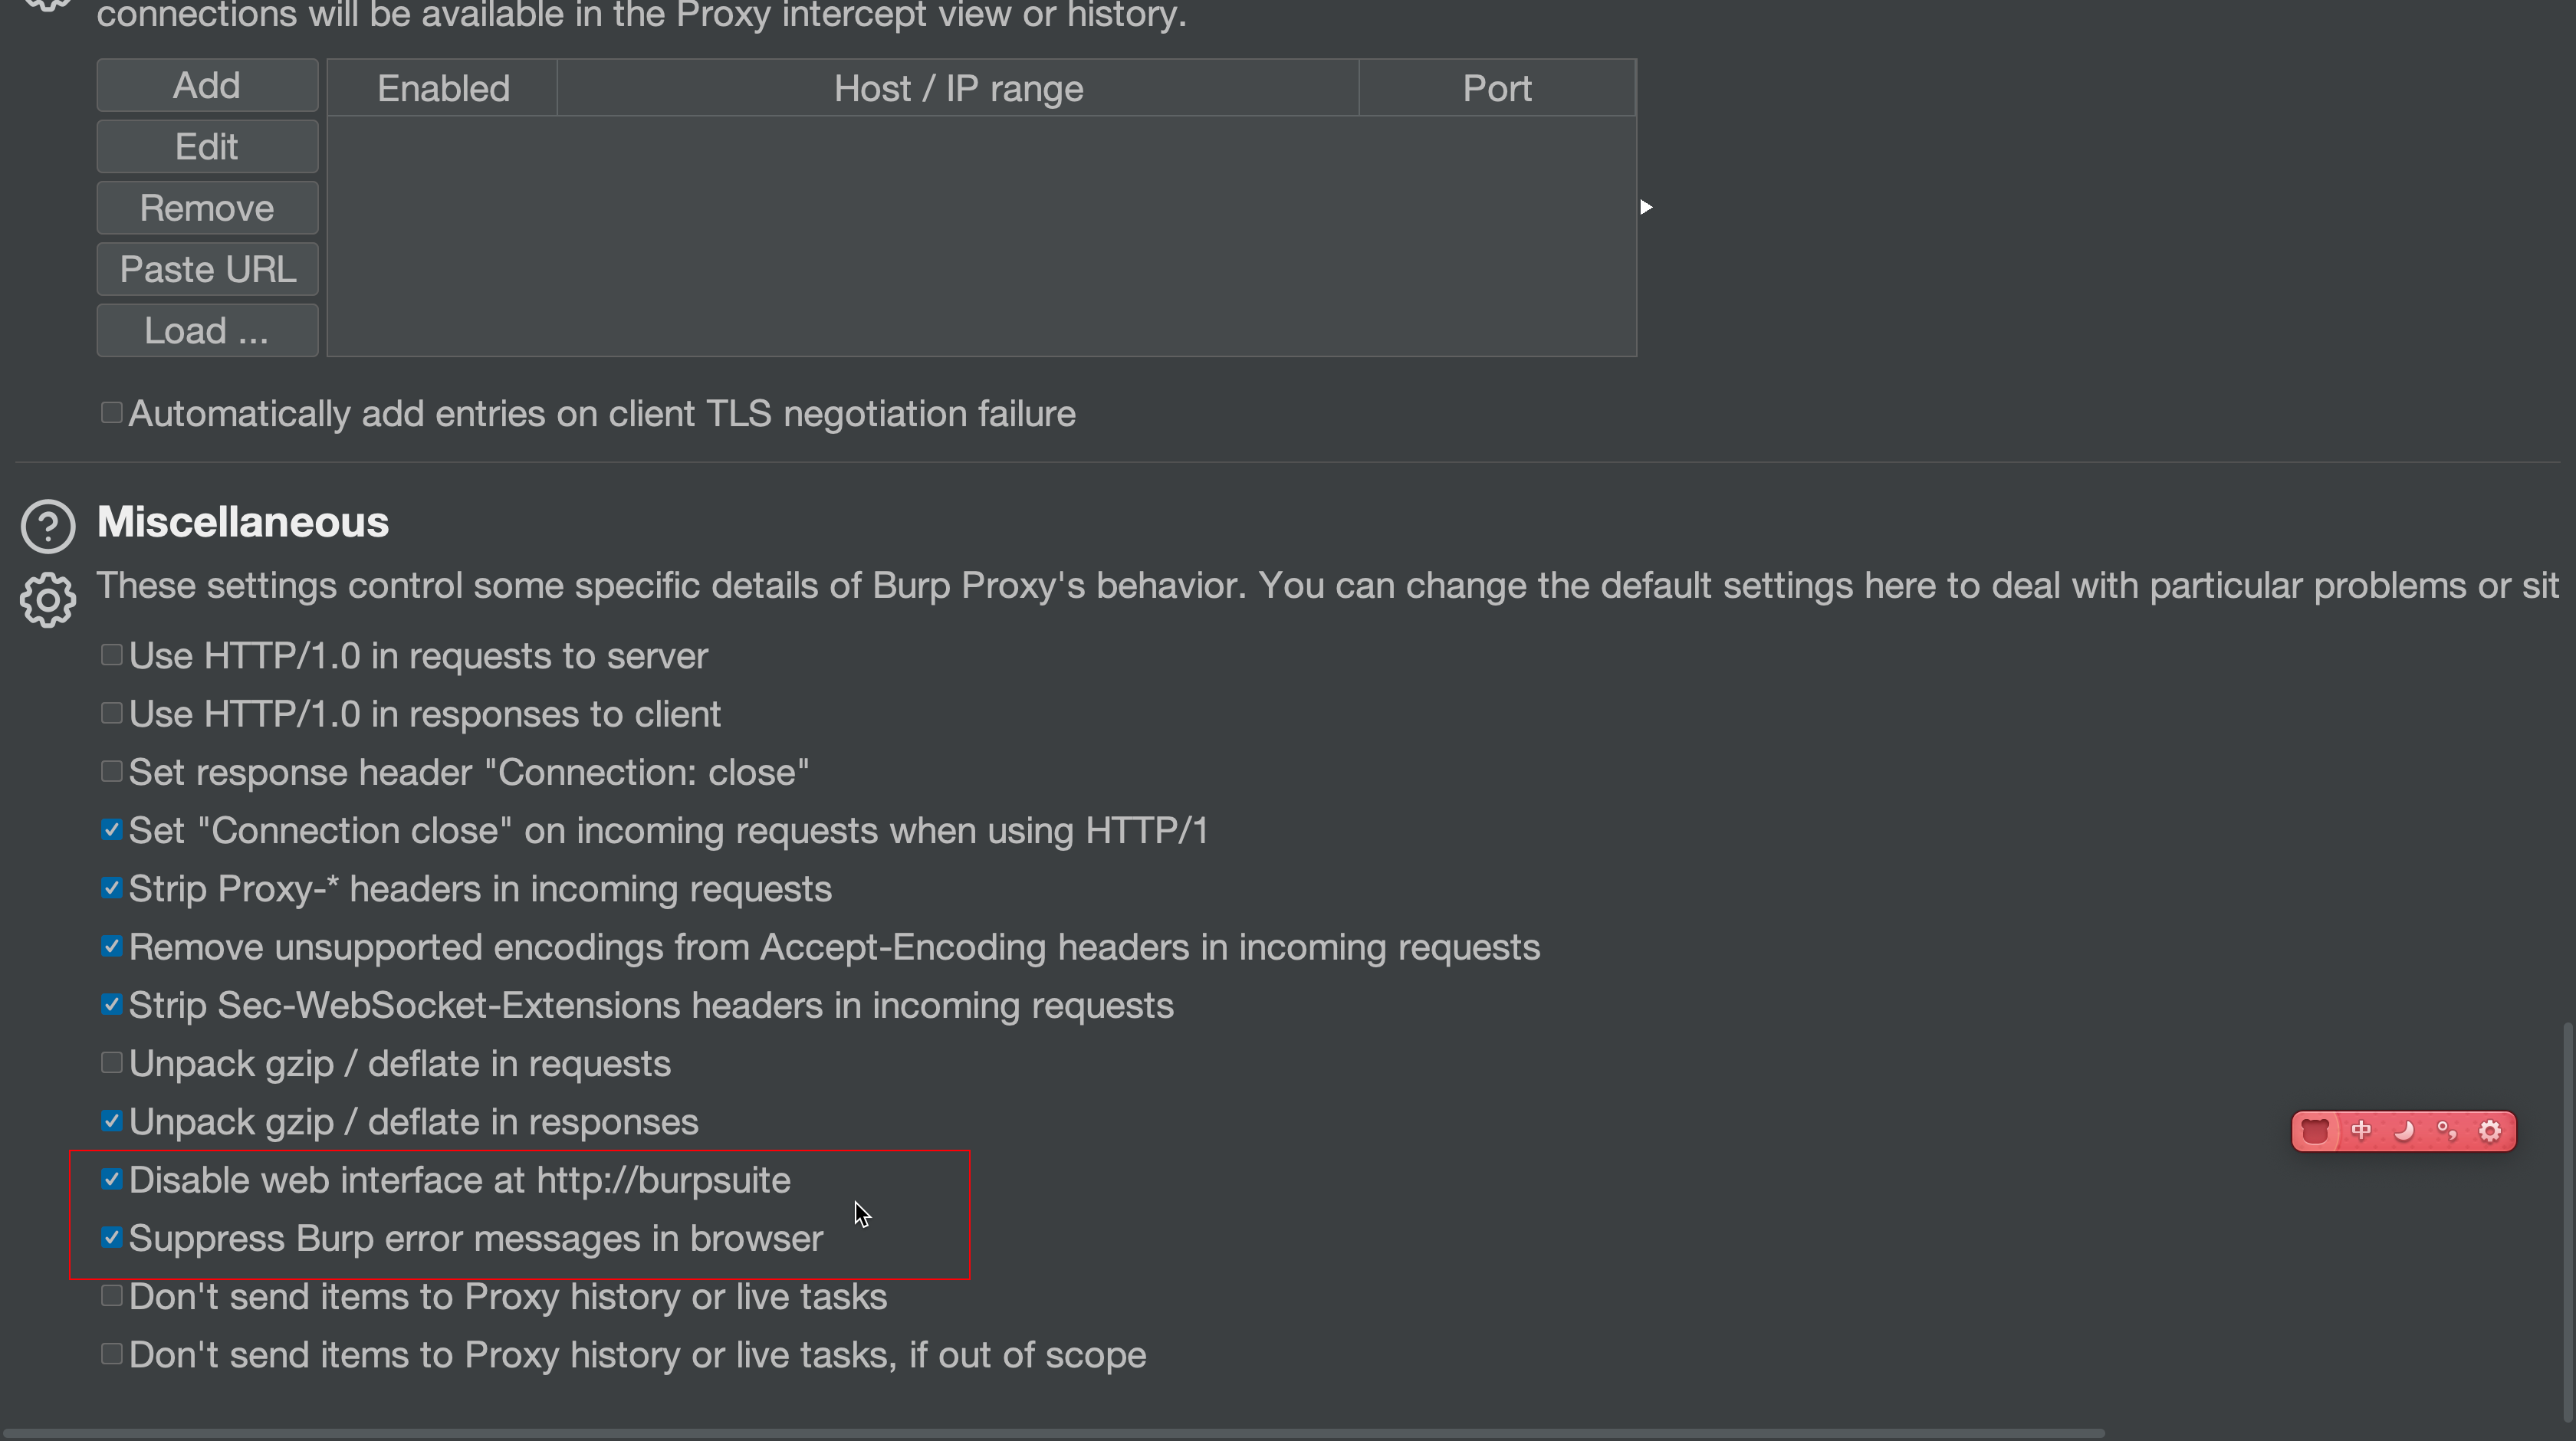 connections will be available in the Proxy intercept view or history.
Add
Enabled
Host / IP range
Port
Edit
Remove
Paste URL
Load ...
Automatically add entries on client TLS negotiation failure
Miscellaneous
These settings control some specific details of Burp Proxy's behavior. You can change the default settings here to deal with particular problems or sit
Use HTTP/1.0 in requests to server
Use HTTP/1.0 in responses to client
Set response header "Connection: close"
Set "Connection close" on incoming requests when using HTTP/1
Strip Proxy-* headers in incoming requests
Remove unsupported encodings from Accept-Encoding headers in incoming requests
Strip Sec-WebSocket-Extensions headers in incoming requests
Unpack gzip / deflate in requests
Unpack gzip / deflate in responses
中
Disable web interface at http://burpsuite
Suppress Burp error messages in browser
Don't send items to Proxy history or live tasks
Don't send items to Proxy history or live tasks, if out of scope